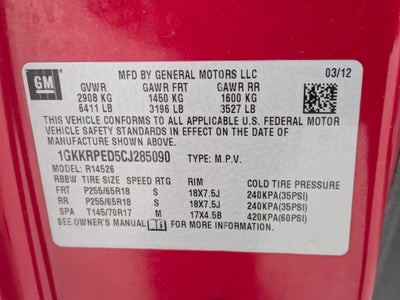 MFD BY GENERAL MOTORS LLC 03/12
GM
GVWR GAWR FRT GAWR RR
2908 KG 1450 KG 1600 KG
6411 LB 3196 LB 3527 LB
THIS VEHICLE CONFORMS TO ALL APPLICABLE U.S. FEDERAL MOTOR
VEHICLE SAFETY STANDARDS IN EFFECT ON THE DATE OF
MANUFACTURE SHOWN ABOVE.
1GKKRPED5CJ285090 TYPE: M.P.V.
MODEL: R14526
RBBW TIRE SIZE SPEED RTG RIM COLD TIRE PRESSURE
FRT P255/65R18 S 18X7.5J 240KPA(35PSI)
RR P255/65R18 S 18X7.5J 240KPA(35PSI)
SPA T145/70R17 M 17X4.5B 420KPA(60PSI)
SEE OWNER'S MANUAL FOR MORE INFORMATION.